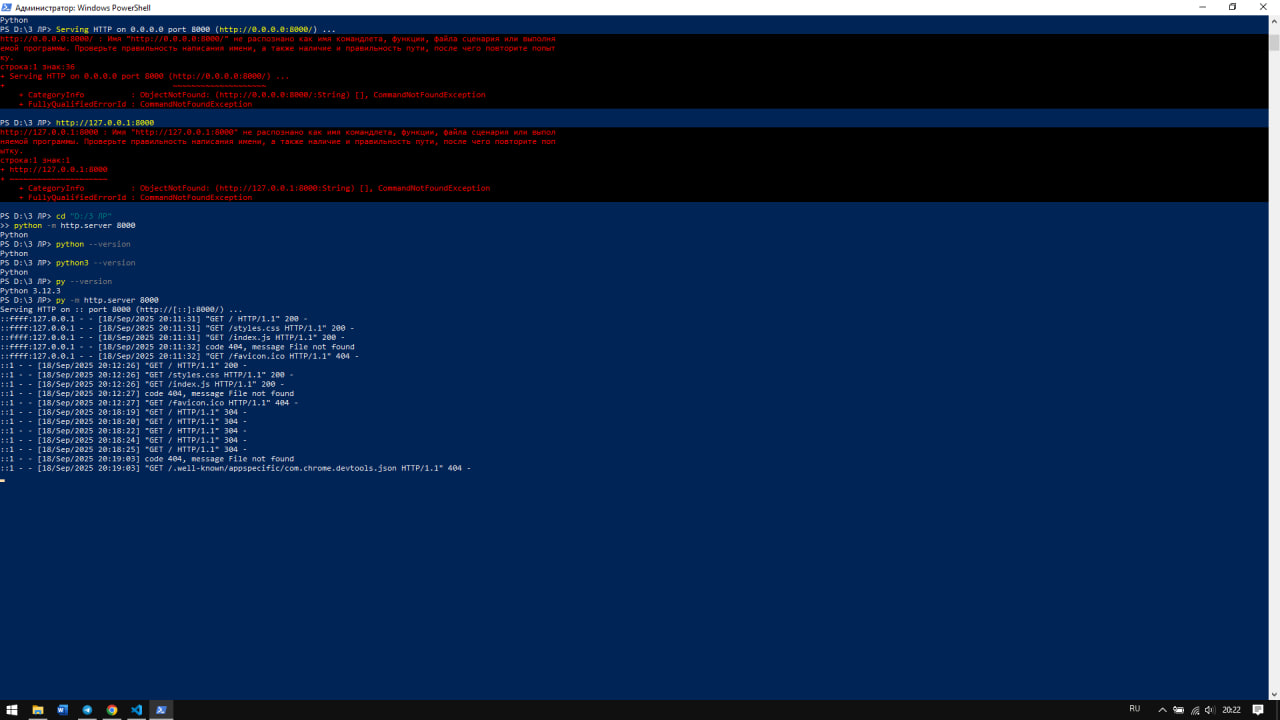 Администратор: Windows PowerShell
Python
PS D:\3 ЛР> Serving HTTP on 0.0.0.0 port 8000 (http://0.0.0.0:8000/) ...
http://0.0.0.0:8000/ : Имя "http://0.0.0.0:8000/" не распознано как имя командлета, функции, файла сценария или выполня
емой программы. Проверьте правильность написания имени, а также наличие и правильность пути, после чего повторите попыт
ку.
строка:1 знак:38
+ Serving HTTP on 0.0.0.0 port 8000 (http://0.0.0.0:8000/) ...
+ ~~~~~~~~~~~~~~~~~~~~
+ CategoryInfo : ObjectNotFound: (http://0.0.0.0:8000/:String) [], CommandNotFoundException
+ FullyQualifiedErrorId : CommandNotFoundException
PS D:\3 ЛР> http://127.0.0.1:8000
http://127.0.0.1:8000 : Имя "http://127.0.0.1:8000" не распознано как имя командлета, функции, файла сценария или выпол
няемой программы. Проверьте правильность написания имени, а также наличие и правильность пути, после чего повторите поп
ытку.
строка:1 знак:1
+ http://127.0.0.1:8000
+ ~~~~~~~~~~~~~~~~~~~~~
+ CategoryInfo : ObjectNotFound: (http://127.0.0.1:8000:String) [], CommandNotFoundException
+ FullyQualifiedErrorId : CommandNotFoundException
PS D:\3 ЛР> cd "D:/3 ЛР"
>> python -m http.server 8000
Python
PS D:\3 ЛР> python --version
Python
PS D:\3 ЛР> python3 --version
Python
PS D:\3 ЛР> py --version
Python 3.12.3
PS D:\3 ЛР> py -m http.server 8000
Serving HTTP on :: port 8000 (http://[::]:8000/) ...
::ffff:127.0.0.1 - - [18/Sep/2025 20:11:31] "GET / HTTP/1.1" 200 -
::ffff:127.0.0.1 - - [18/Sep/2025 20:11:31] "GET /styles.css HTTP/1.1" 200 -
::ffff:127.0.0.1 - - [18/Sep/2025 20:11:31] "GET /index.js HTTP/1.1" 200 -
::ffff:127.0.0.1 - - [18/Sep/2025 20:11:32] code 404, message File not found
::ffff:127.0.0.1 - - [18/Sep/2025 20:11:32] "GET /favicon.ico HTTP/1.1" 404 -
::1 - - [18/Sep/2025 20:12:26] "GET / HTTP/1.1" 200 -
::1 - - [18/Sep/2025 20:12:26] "GET /styles.css HTTP/1.1" 200 -
::1 - - [18/Sep/2025 20:12:26] "GET /index.js HTTP/1.1" 200 -
::1 - - [18/Sep/2025 20:12:27] code 404, message File not found
::1 - - [18/Sep/2025 20:12:27] "GET /favicon.ico HTTP/1.1" 404 -
::1 - - [18/Sep/2025 20:18:19] "GET / HTTP/1.1" 304 -
::1 - - [18/Sep/2025 20:18:20] "GET / HTTP/1.1" 304 -
::1 - - [18/Sep/2025 20:18:22] "GET / HTTP/1.1" 304 -
::1 - - [18/Sep/2025 20:18:24] "GET / HTTP/1.1" 304 -
::1 - - [18/Sep/2025 20:18:25] "GET / HTTP/1.1" 304 -
::1 - - [18/Sep/2025 20:19:03] code 404, message File not found
::1 - - [18/Sep/2025 20:19:03] "GET /.well-known/appspecific/com.chrome.devtools.json HTTP/1.1" 404 -
RU
20:22